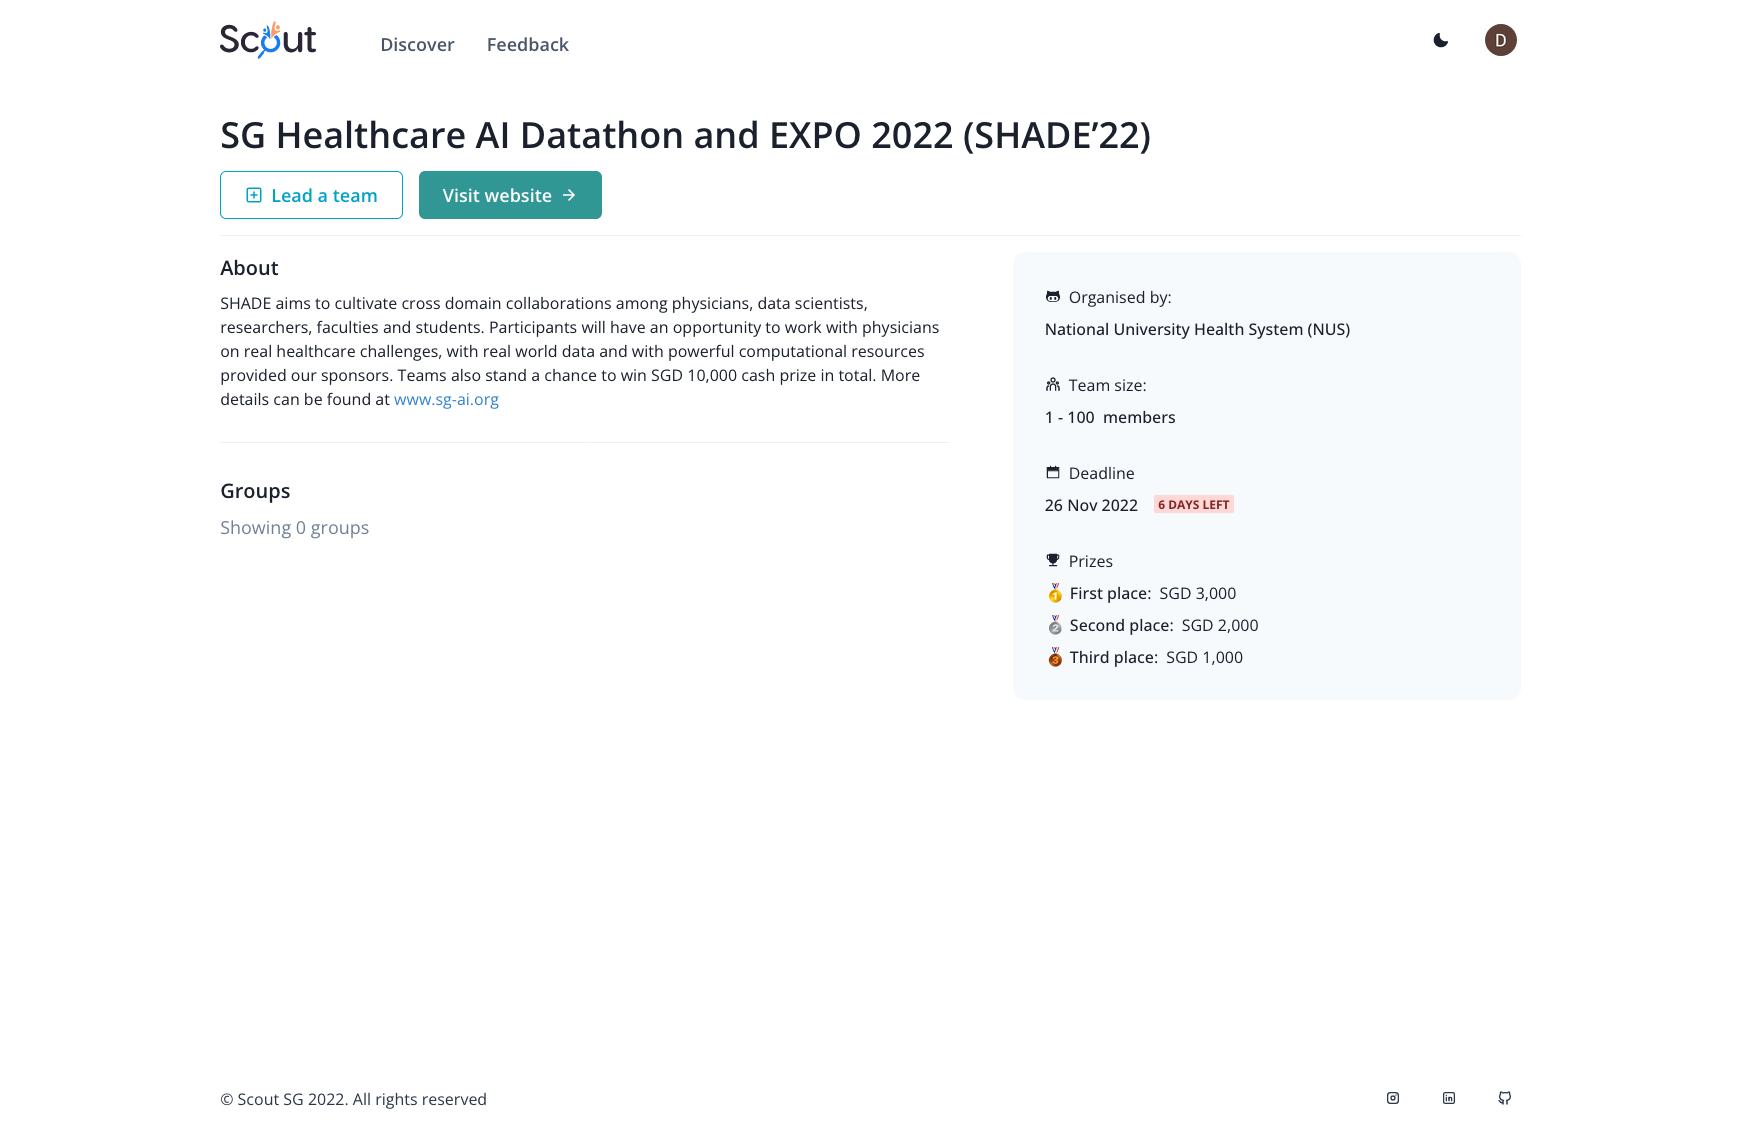 Scout
Discover
Feedback
D
SG Healthcare AI Datathon and EXPO 2022 (SHADE’22)
Lead a team
Visit website
About
SHADE aims to cultivate cross domain collaborations among physicians, data scientists,
researchers, faculties and students. Participants will have an opportunity to work with physicians
on real healthcare challenges, with real world data and with powerful computational resources
provided our sponsors. Teams also stand a chance to win SGD 10,000 cash prize in total. More
details can be found at www.sg-ai.org
Groups
Showing 0 groups
Organised by:
National University Health System (NUS)
Team size:
1 - 100 members
Deadline
26 Nov 2022 6 DAYS LEFT
Prizes
1 First place: SGD 3,000
2 Second place: SGD 2,000
3 Third place: SGD 1,000
© Scout SG 2022. All rights reserved
in